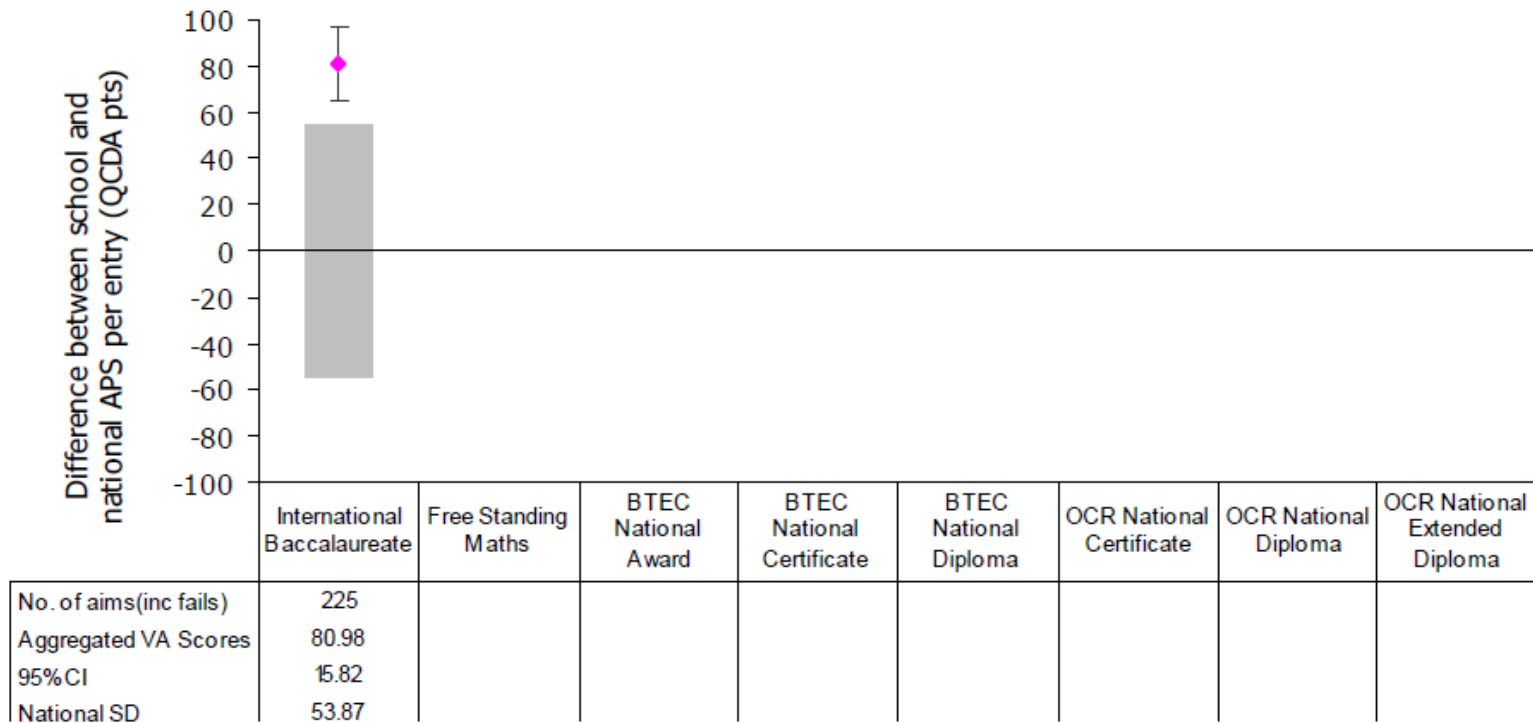 Difference between school and
national APS per entry (QCDA pts)
100
80
60
40
20
0
-20
-40
-60
-80
-100
International
Baccalaureate
Free Standing
Maths
BTEC
National
Award
BTEC
National
Certificate
BTEC
National
Diploma
OCR National
Certificate
OCR National
Diploma
OCR National
Extended
Diploma
No. of aims(inc fails) 225
Aggregated VA Scores 80.98
95%CI 15.82
National SD 53.87